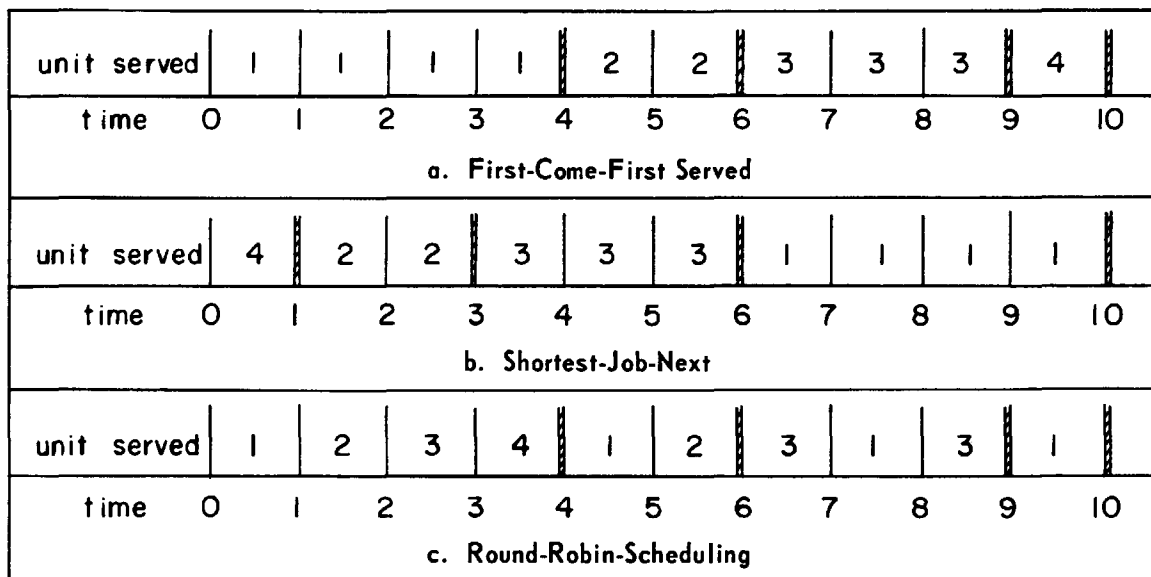 unit served 1 1 1 1 2 2 3 3 3 4
time 0 1 2 3 4 5 6 7 8 9 10
a. First-Come-First Served
unit served 4 2 2 3 3 3 1 1 1 1
time 0 1 2 3 4 5 6 7 8 9 10
b. Shortest-Job-Next
unit served 1 2 3 4 1 2 3 1 3 1
time 0 1 2 3 4 5 6 7 8 9 10
c. Round-Robin-Scheduling